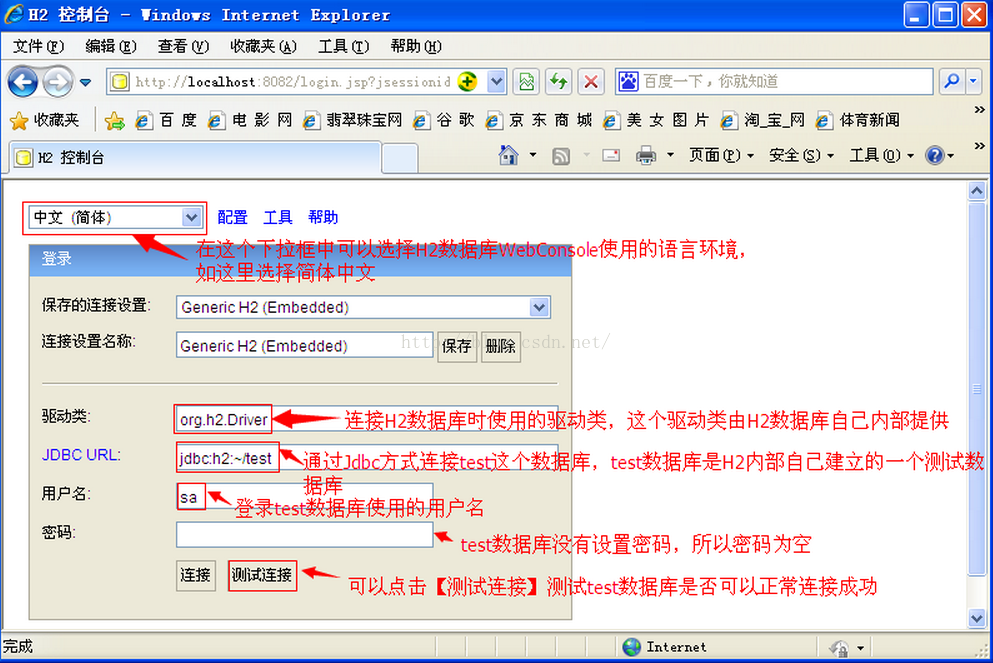 H2 控制台 - Windows Internet Explorer
文件(F) 编辑(E) 查看(V) 收藏夹(A) 工具(T) 帮助(H)
http://localhost:8082/login.jsp?jsessionid 百度一下，你就知道
收藏夹 百 度 电 影 网 翡翠珠宝网 谷 歌 京 东 商 城 美 女 图 片 淘_宝_网 体育新闻 »
H2 控制台 页面(P) 安全(S) 工具(O) »
中文 (简体) 配置 工具 帮助
在这个下拉框中可以选择H2数据库WebConsole使用的语言环境，
登录
如这里选择简体中文
保存的连接设置: Generic H2 (Embedded)
连接设置名称: Generic H2 (Embedded) 保存 删除
驱动类: org.h2.Driver 连接H2数据库时使用的驱动类，这个驱动类由H2数据库自己内部提供
JDBC URL: jdbc:h2:~/test 通过Jdbc方式连接test这个数据库，test数据库是H2内部自己建立的一个测试数
据库
用户名: sa 登录test数据库使用的用户名
密码: test数据库没有设置密码，所以密码为空
连接 测试连接 可以点击【测试连接】测试test数据库是否可以正常连接成功
完成 Internet